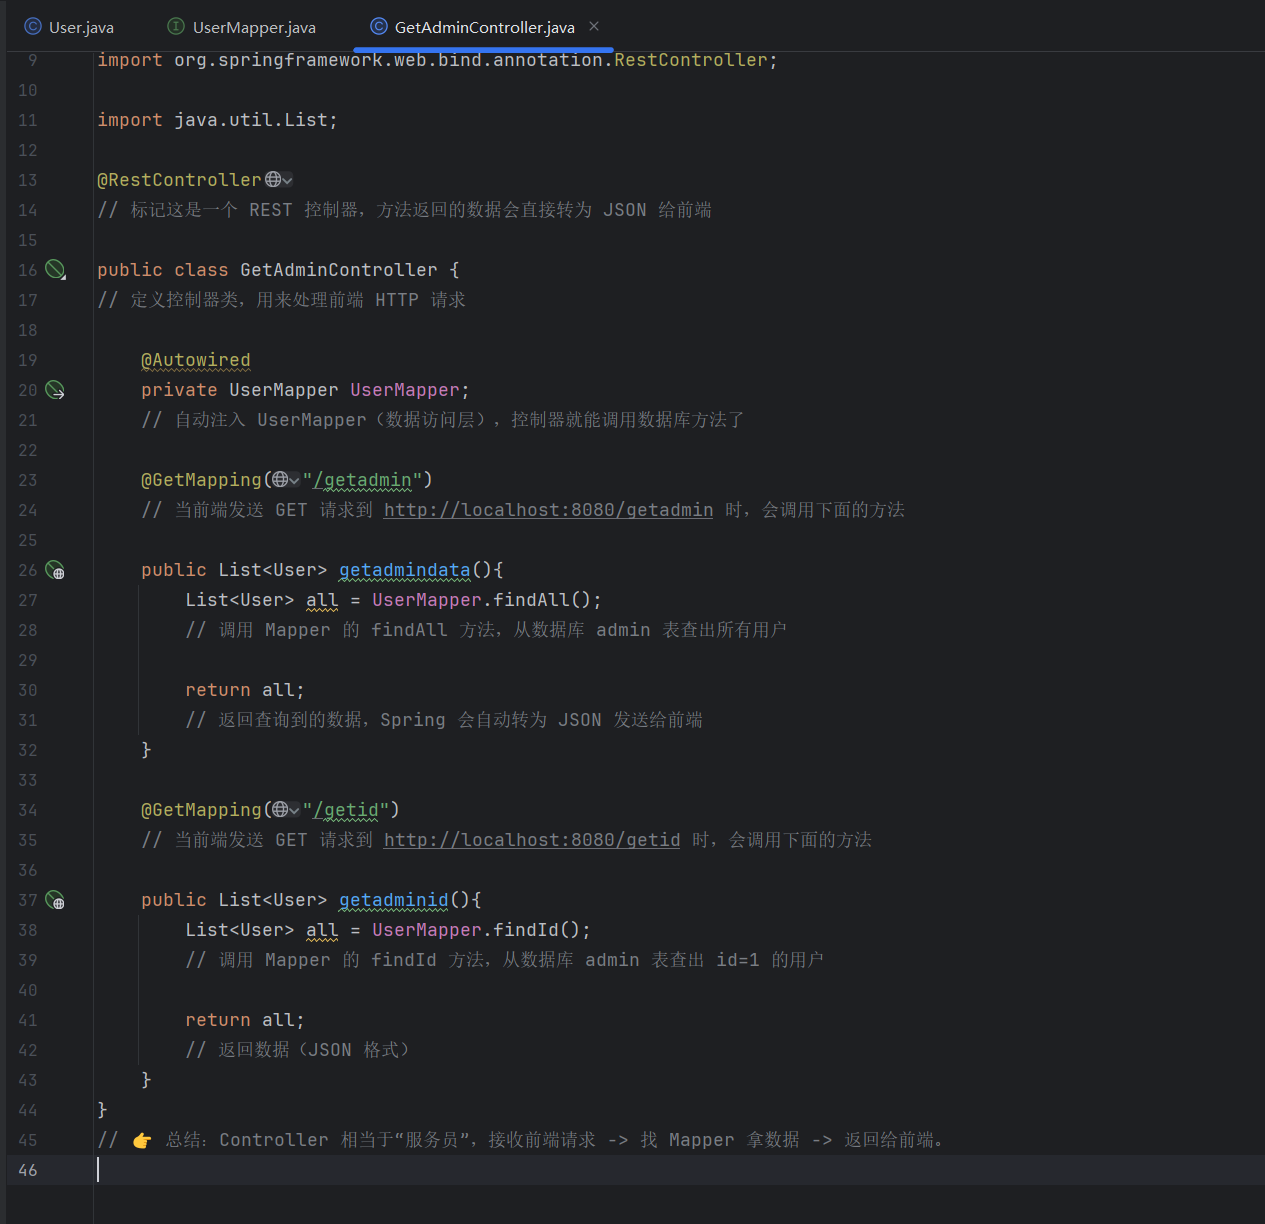 User.java UserMapper.java GetAdminController.java
9 import org.springframework.web.bind.annotation.RestController;
10
11 import java.util.List;
12
13 @RestController
14 // 标记这是一个 REST 控制器，方法返回的数据会直接转为 JSON 给前端
15
16 public class GetAdminController {
17 // 定义控制器类，用来处理前端 HTTP 请求
18
19 @Autowired
20 private UserMapper UserMapper;
21 // 自动注入 UserMapper（数据访问层），控制器就能调用数据库方法了
22
23 @GetMapping("/getadmin")
24 // 当前端发送 GET 请求到 http://localhost:8080/getadmin 时，会调用下面的方法
25
26 public List<User> getadmindata(){
27 List<User> all = UserMapper.findAll();
28 // 调用 Mapper 的 findAll 方法，从数据库 admin 表查出所有用户
29
30 return all;
31 // 返回查询到的数据，Spring 会自动转为 JSON 发送给前端
32 }
33
34 @GetMapping("/getid")
35 // 当前端发送 GET 请求到 http://localhost:8080/getid 时，会调用下面的方法
36
37 public List<User> getadminid(){
38 List<User> all = UserMapper.findId();
39 // 调用 Mapper 的 findId 方法，从数据库 admin 表查出 id=1 的用户
40
41 return all;
42 // 返回数据（JSON 格式）
43 }
44 }
45 // 👉 总结：Controller 相当于“服务员”，接收前端请求 -> 找 Mapper 拿数据 -> 返回给前端。
46